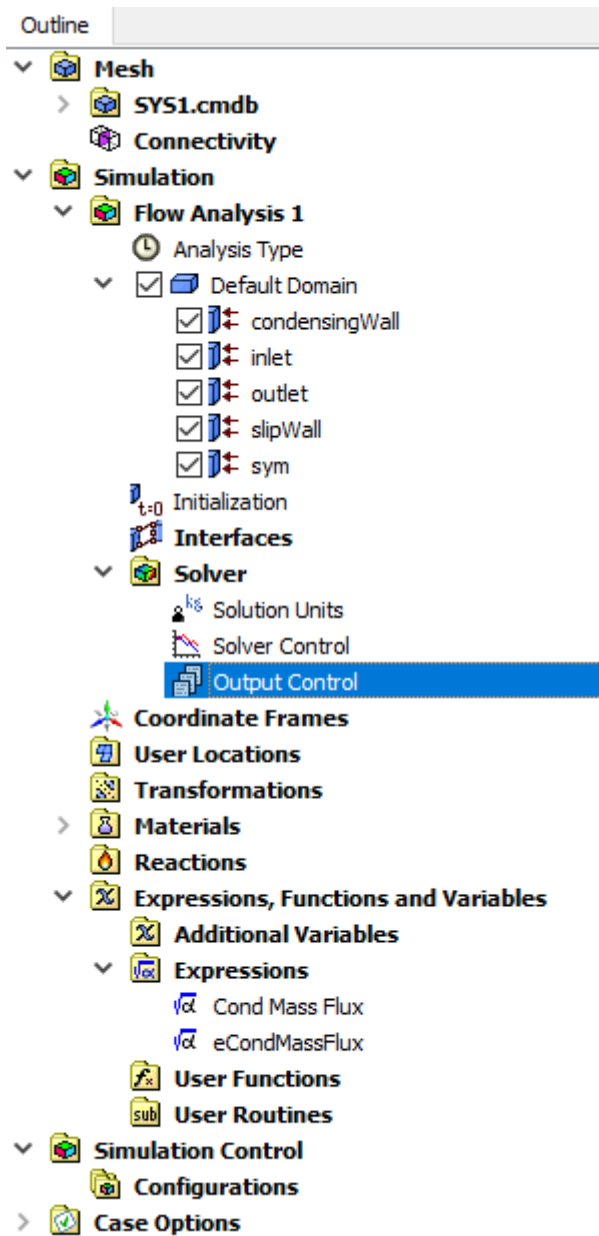 Outline
Mesh
SYS1.cmdb
Connectivity
Simulation
Flow Analysis 1
Analysis Type
Default Domain
condensingWall
inlet
outlet
slipWall
sym
t=0 Initialization
Interfaces
Solver
kg Solution Units
Solver Control
Output Control
Coordinate Frames
User Locations
Transformations
Materials
Reactions
x Expressions, Functions and Variables
x Additional Variables
√α Expressions
√α Cond Mass Flux
√α eCondMassFlux
fx User Functions
sub User Routines
Simulation Control
Configurations
Case Options